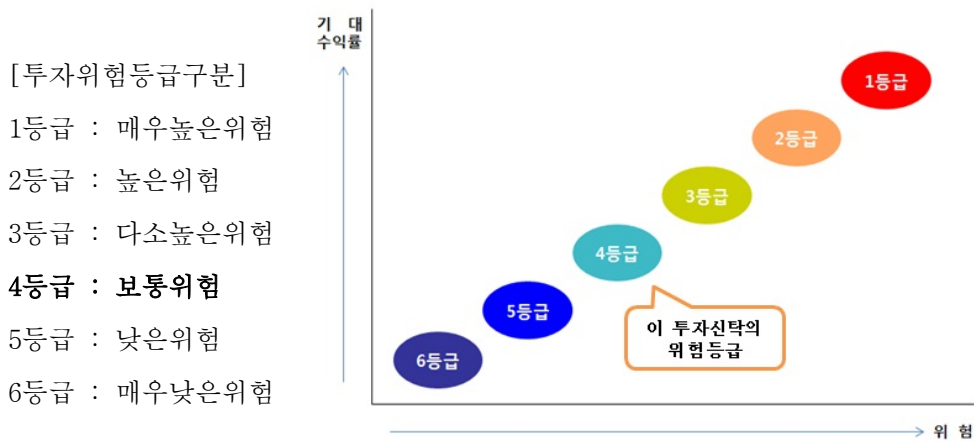 [투자위험등급구분]
1등급 : 매우높은위험
2등급 : 높은위험
3등급 : 다소높은위험
4등급 : 보통위험
5등급 : 낮은위험
6등급 : 매우낮은위험
기 대
수익률
1등급
2등급
3등급
4등급
5등급
6등급
이 투자신탁의
위험등급
위 험